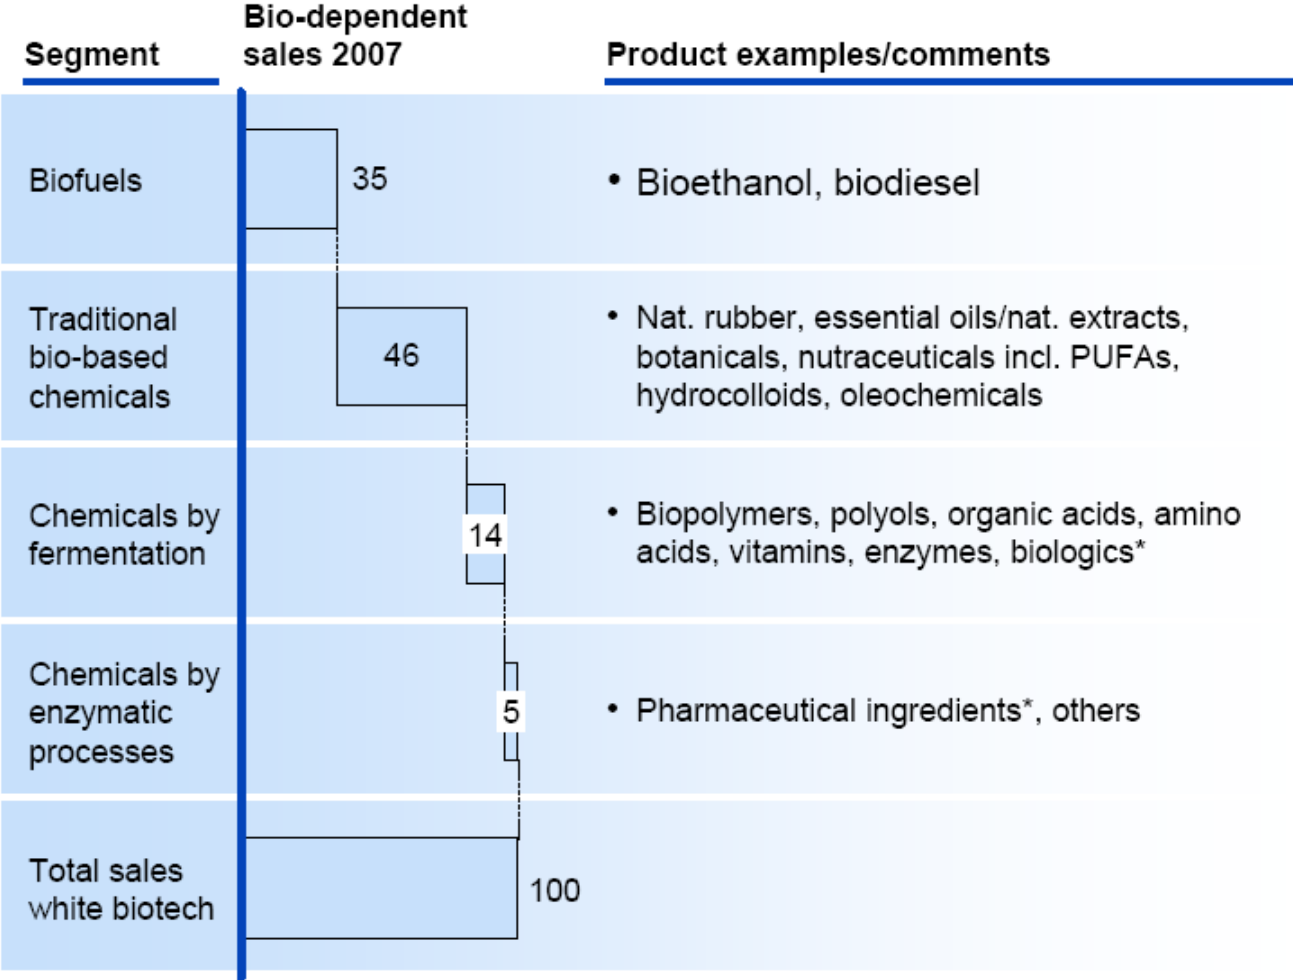 Segment
Bio-dependent
sales 2007
Product examples/comments
Biofuels
35
• Bioethanol, biodiesel
Traditional
bio-based
chemicals
46
• Nat. rubber, essential oils/nat. extracts,
botanicals, nutraceuticals incl. PUFAs,
hydrocolloids, oleochemicals
Chemicals by
fermentation
14
• Biopolymers, polyols, organic acids, amino
acids, vitamins, enzymes, biologics*
Chemicals by
enzymatic
processes
5
• Pharmaceutical ingredients*, others
Total sales
white biotech
100